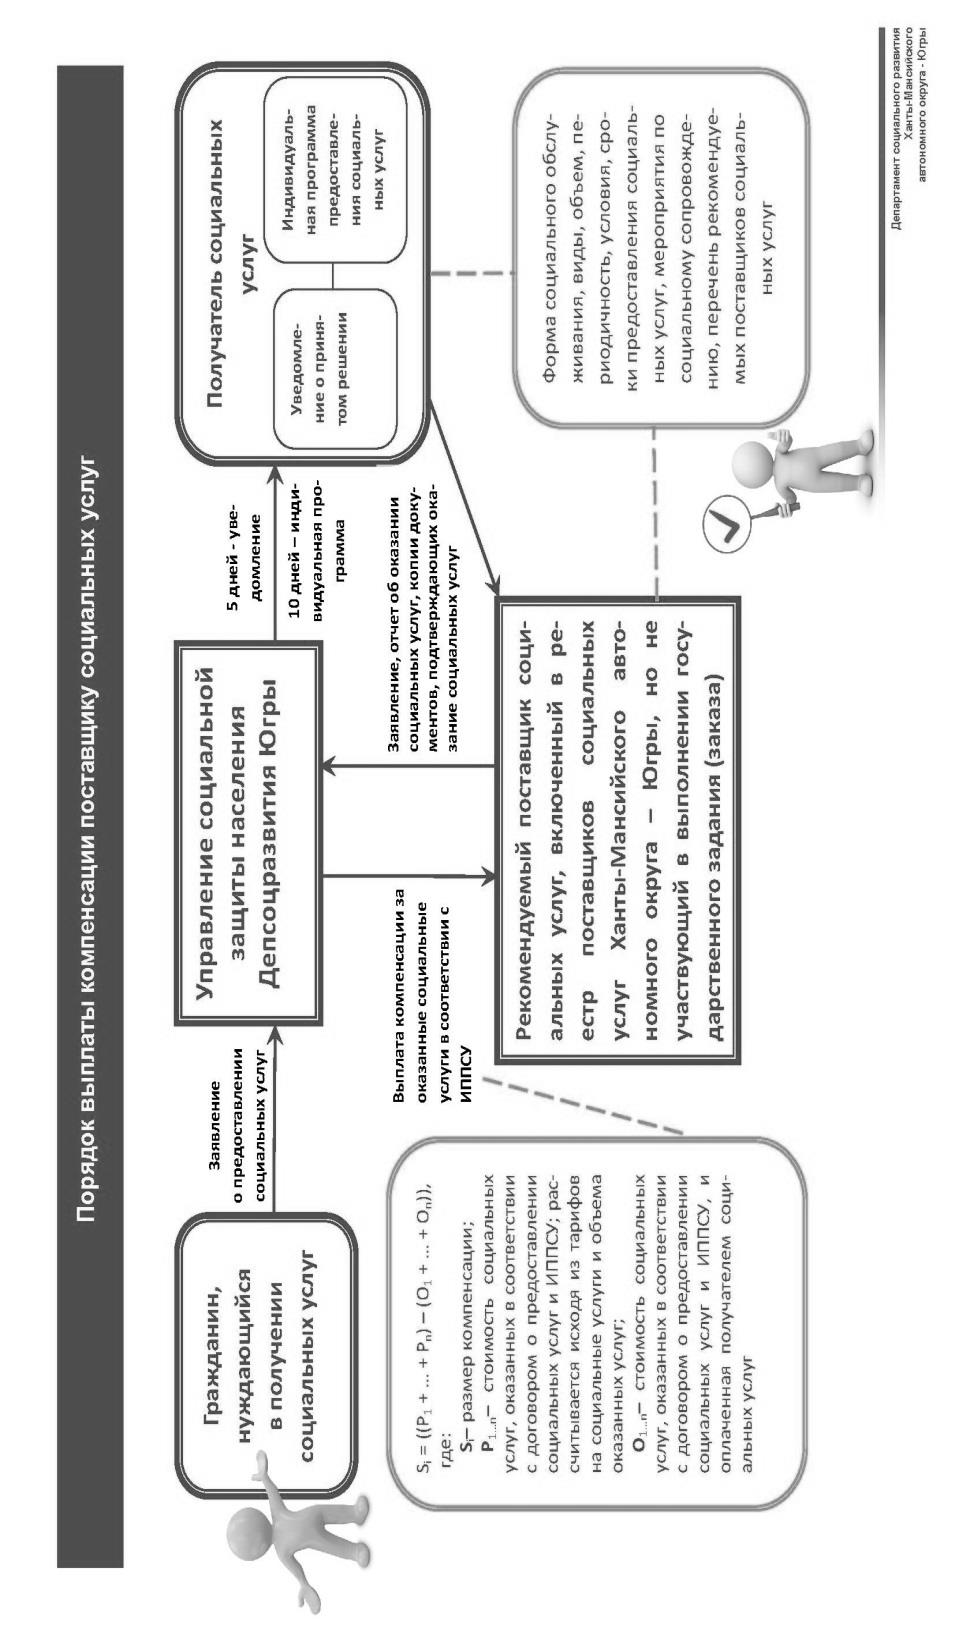 Порядок выплаты компенсации поставщику социальных услуг
Гражданин,
нуждающийся
в получении
социальных услуг
Заявление
о предоставлении
социальных услуг
Управление социальной
защиты населения
Депсоцразвития Югры
5 дней - уве-
домление
10 дней – инди-
видуальная про-
грамма
Получатель социальных
услуг
Уведомле-
ние о приня-
том решении
Индивидуаль-
ная программа
предоставле-
ния социаль-
ных услуг
Выплата компенсации за
оказанные социальные
услуги в соответствии с
ИППСУ
Заявление, отчет об оказании
социальных услуг, копии доку-
ментов, подтверждающих ока-
зание социальных услуг
Sᵢ = ((P₁ + ... + Pₙ) – (O₁ + ... + Oₙ)),
где:
Sᵢ– размер компенсации;
P₁...ₙ– стоимость социальных
услуг, оказанных в соответствии
с договором о предоставлении
социальных услуг и ИППСУ; рас-
считывается исходя из тарифов
на социальные услуги и объема
оказанных услуг;
O₁...ₙ– стоимость социальных
услуг, оказанных в соответствии
с договором о предоставлении
социальных услуг и ИППСУ, и
оплаченная получателем соци-
альных услуг
Рекомендуемый поставщик соци-
альных услуг, включенный в ре-
естр поставщиков социальных
услуг Ханты-Мансийского авто-
номного округа – Югры, но не
участвующий в выполнении госу-
дарственного задания (заказа)
Форма социального обслу-
живания, виды, объем, пе-
риодичность, условия, сро-
ки предоставления социаль-
ных услуг, мероприятия по
социальному сопровожде-
нию, перечень рекомендуе-
мых поставщиков социаль-
ных услуг
Департамент социального развития
Ханты-Мансийского
автономного округа - Югры